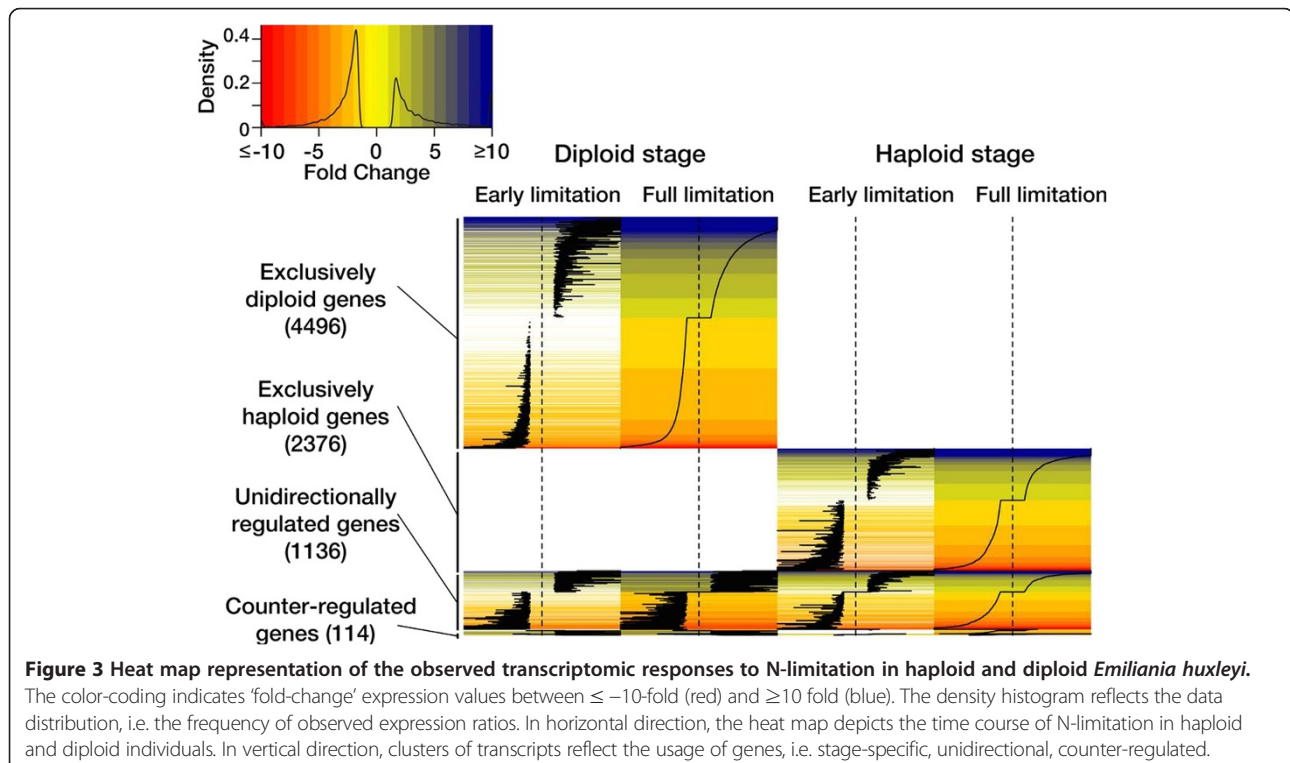 0.4
0.2
0
Density
≤-10 -5 0 5 ≥10
Fold Change
Diploid stage Haploid stage
Early limitation Full limitation Early limitation Full limitation
Exclusively
diploid genes
(4496)
Exclusively
haploid genes
(2376)
Unidirectionally
regulated genes
(1136)
Counter-regulated
genes (114)
Figure 3 Heat map representation of the observed transcriptomic responses to N-limitation in haploid and diploid Emiliania huxleyi.
The color-coding indicates ‘fold-change’ expression values between ≤ −10-fold (red) and ≥10 fold (blue). The density histogram reflects the data
distribution, i.e. the frequency of observed expression ratios. In horizontal direction, the heat map depicts the time course of N-limitation in haploid
and diploid individuals. In vertical direction, clusters of transcripts reflect the usage of genes, i.e. stage-specific, unidirectional, counter-regulated.